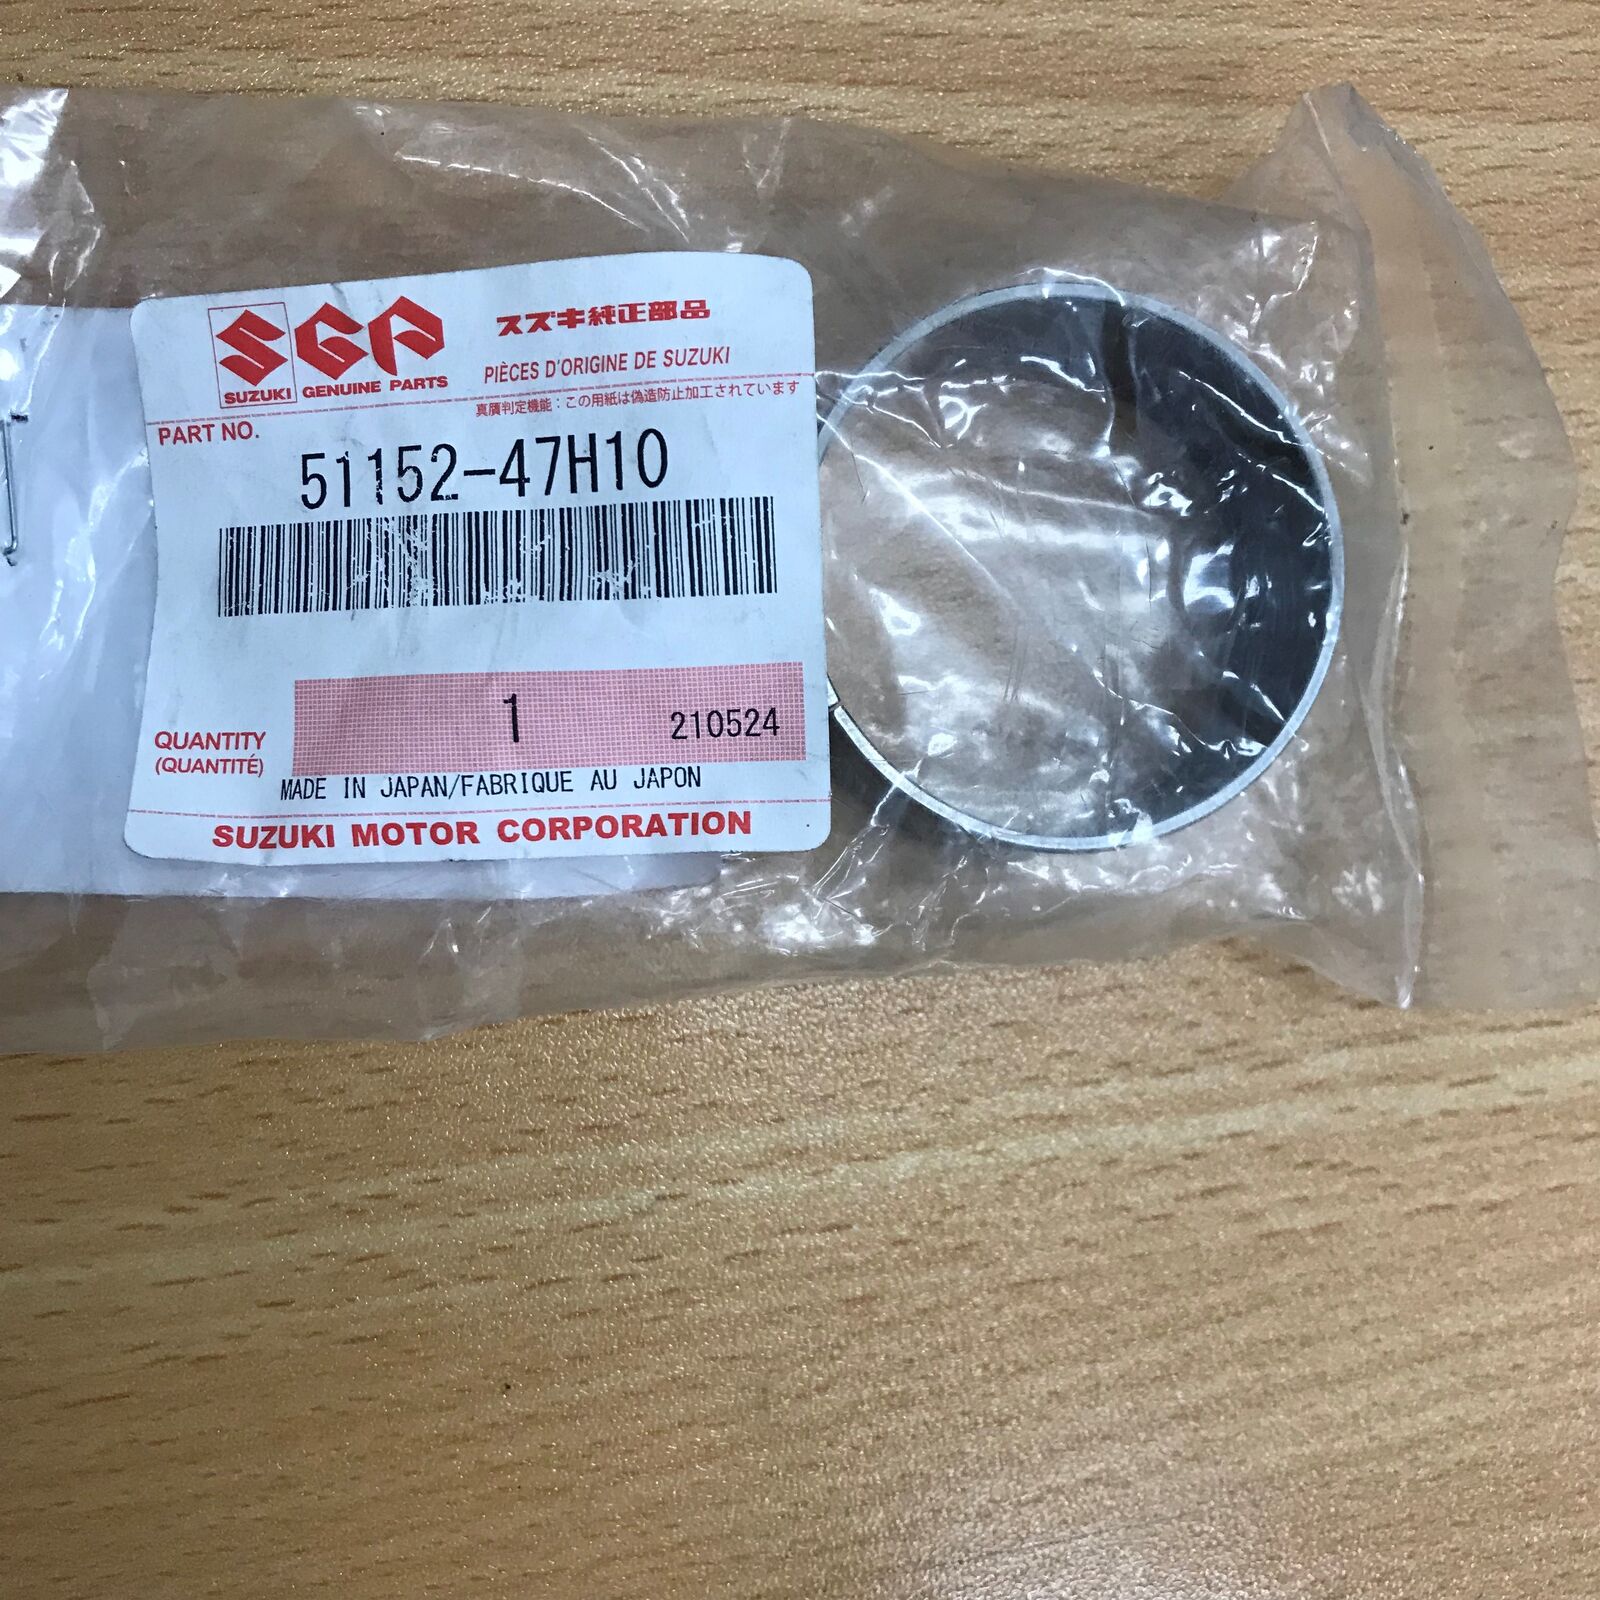 SGP スズキ純正部品
SUZUKI GENUINE PARTS PIÈCES D'ORIGINE DE SUZUKI
真贋判定機能：この用紙は偽造防止加工されています
PART NO.
51152-47H10
1 210524
QUANTITY
(QUANTITÉ)
MADE IN JAPAN/FABRIQUE AU JAPON
SUZUKI MOTOR CORPORATION